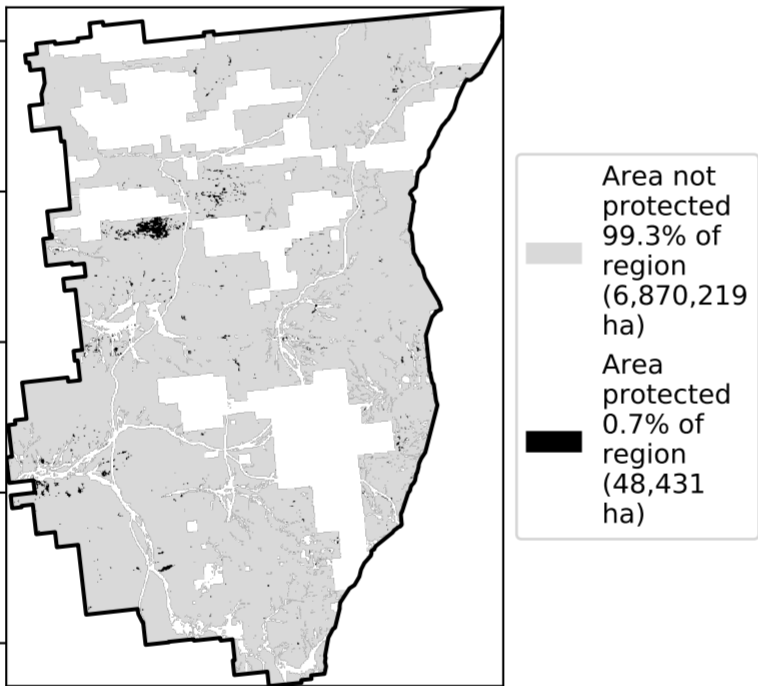 Area not
protected
99.3% of
region
(6,870,219
ha)
Area
protected
0.7% of
region
(48,431
ha)